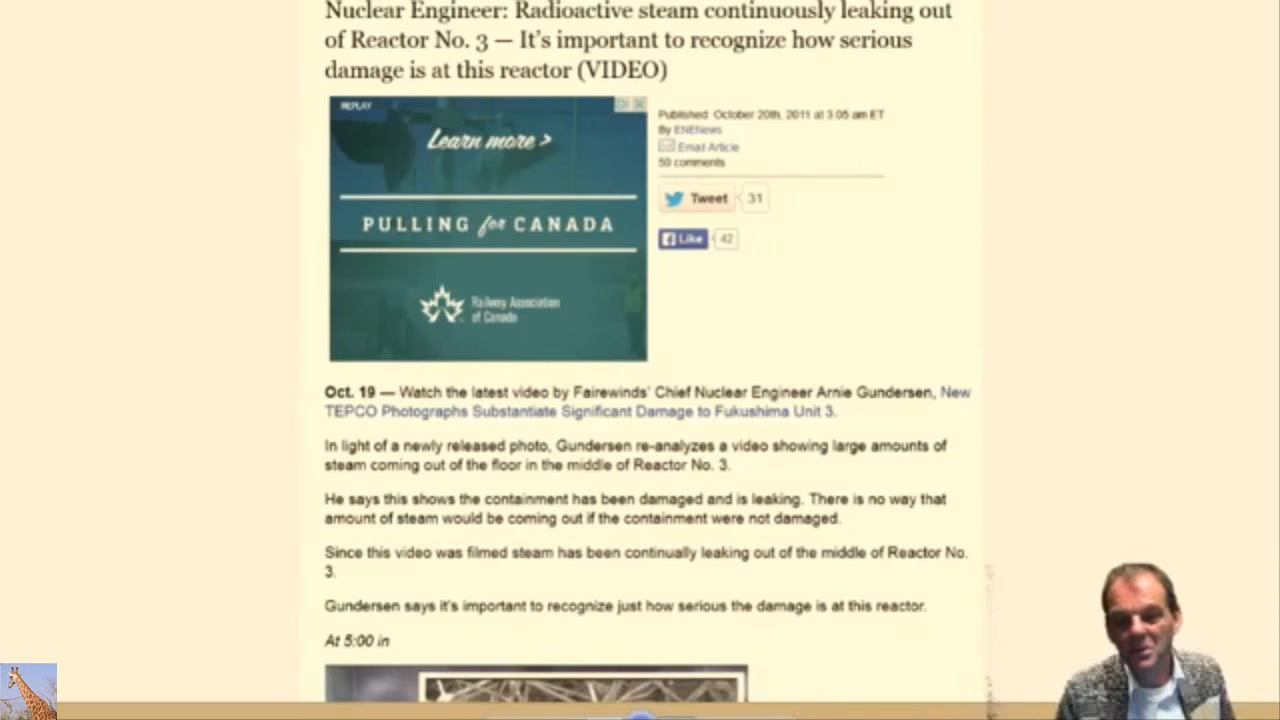 Nuclear Engineer: Radioactive steam continuously leaking out
of Reactor No. 3 — It's important to recognize how serious
damage is at this reactor (VIDEO)
REPLAY
Learn more >
PULLING for CANADA
Railway Association
of Canada
Published: October 20th, 2011 at 3:05 am ET
By ENENews
Email Article
50 comments
Tweet 31
Like 42
Oct. 19 — Watch the latest video by Fairewinds' Chief Nuclear Engineer Arnie Gundersen, New
TEPCO Photographs Substantiate Significant Damage to Fukushima Unit 3.
In light of a newly released photo, Gundersen re-analyzes a video showing large amounts of
steam coming out of the floor in the middle of Reactor No. 3.
He says this shows the containment has been damaged and is leaking. There is no way that
amount of steam would be coming out if the containment were not damaged.
Since this video was filmed steam has been continually leaking out of the middle of Reactor No.
3.
Gundersen says it's important to recognize just how serious the damage is at this reactor.
At 5:00 in